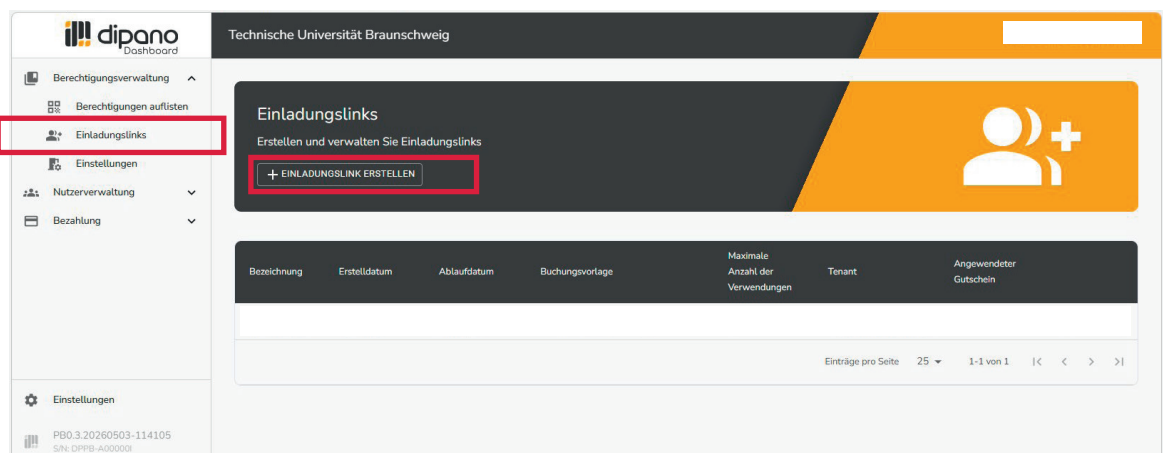 dipano
Dashboard
Technische Universität Braunschweig
Berechtigungsverwaltung
Berechtigungen auflisten
Einladungslinks
Einstellungen
Nutzerverwaltung
Bezahlung
Einladungslinks
Erstellen und verwalten Sie Einladungslinks
+ EINLADUNGSLINK ERSTELLEN
Bezeichnung
Erstelldatum
Ablaufdatum
Buchungsvorlage
Maximale
Anzahl der
Verwendungen
Tenant
Angewendeter
Gutschein
Einträge pro Seite 25 1-1 von 1
Einstellungen
PB0.3.20260503-114105
S/N: DPPB-A00000I